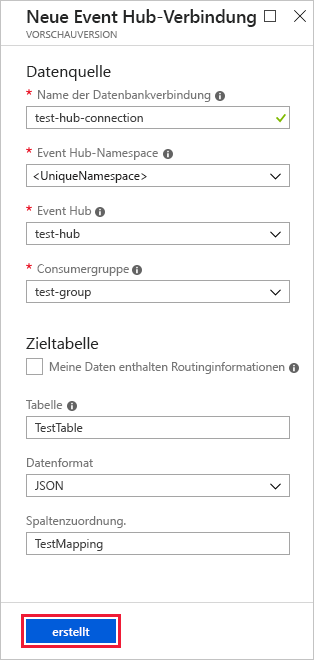 Neue Event Hub-Verbindung
VORSCHAUVERSION
Datenquelle
* Name der Datenbankverbindung
test-hub-connection
* Event Hub-Namespace
<UniqueNamespace>
* Event Hub
test-hub
* Consumergruppe
test-group
Zieltabelle
Meine Daten enthalten Routinginformationen
Tabelle
TestTable
Datenformat
JSON
Spaltenzuordnung.
TestMapping
erstellt